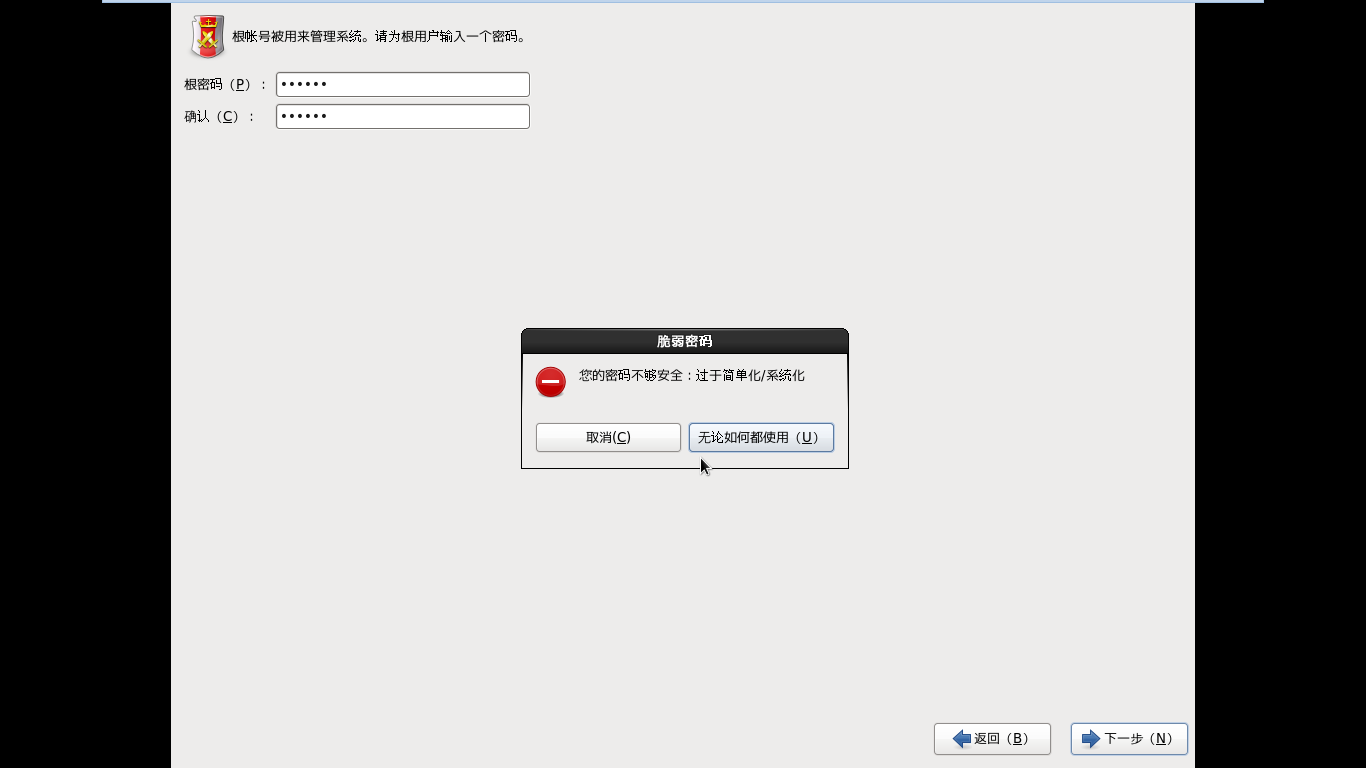 根帐号被用来管理系统。请为根用户输入一个密码。
根密码（P）：
••••••
确认（C）：
••••••
脆弱密码
您的密码不够安全：过于简单化/系统化
取消(C)
无论如何都使用（U）
返回（B）
下一步（N）